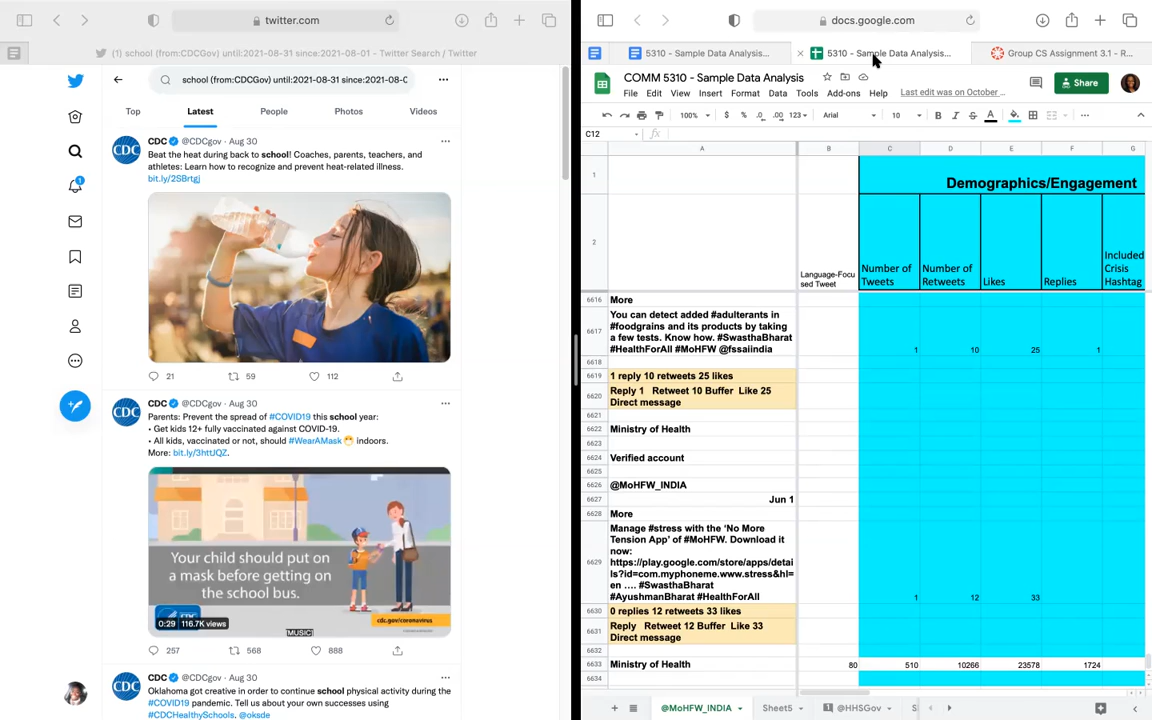 twitter.com
(1) school (from:CDCGov) until:2021-08-31 since:2021-08-01 - Twitter Search / Twitter
school (from:CDCGov) until:2021-08-31 since:2021-08-0
Top
Latest
People
Photos
Videos
1
CDC @CDCgov · Aug 30
Beat the heat during back to school! Coaches, parents, teachers, and
athletes: Learn how to recognize and prevent heat-related illness.
bit.ly/2SBrtgj
21
59
112
CDC @CDCgov · Aug 30
Parents: Prevent the spread of #COVID19 this school year:
• Get kids 12+ fully vaccinated against COVID-19.
• All kids, vaccinated or not, should #WearAMask indoors.
More: bit.ly/3httJQZ.
Your child should put on
a mask before getting on
the school bus.
0:29 116.7K views
cdc.gov/coronavirus
[MUSIC]
257
568
888
CDC @CDCgov · Aug 30
Oklahoma got creative in order to continue school physical activity during the
#COVID19 pandemic. Tell us about your own successes using
#CDCHealthySchools. @oksde
docs.google.com
5310 - Sample Data Analysis...
5310 - Sample Data Analysis...
Group CS Assignment 3.1 - R...
COMM 5310 - Sample Data Analysis
File Edit View Insert Format Data Tools Add-ons Help Last edit was on October ...
Share
100% $ % .0 .00 123 Arial 10 B I S A
C12 fx
A B C D E F G
1 Demographics/Engagement
2 Language-Focu
sed Tweet
Number of
Tweets
Number of
Retweets
Likes
Replies
Included
Crisis
Hashtag
6616 More
6617 You can detect added #adulterants in
#foodgrains and its products by taking
a few tests. Know how. #SwasthaBharat
#HealthForAll #MoHFW @fssaiindia
1 10 25 1
6618
6619 1 reply 10 retweets 25 likes
6620 Reply 1 Retweet 10 Buffer Like 25
Direct message
6621
6622 Ministry of Health
6623
6624 Verified account
6625
6626 @MoHFW_INDIA
6627 Jun 1
6628 More
6629 Manage #stress with the ‘No More
Tension App’ of #MoHFW. Download it
now:
https://play.google.com/store/apps/detai
ls?id=com.myphoneme.www.stress&hl=
en …. #SwasthaBharat
#AyushmanBharat #HealthForAll
1 12 33
6630 0 replies 12 retweets 33 likes
6631 Reply Retweet 12 Buffer Like 33
Direct message
6632
6633 Ministry of Health 80 510 10266 23578 1724
6634
@MoHFW_INDIA
Sheet5
@HHSGov